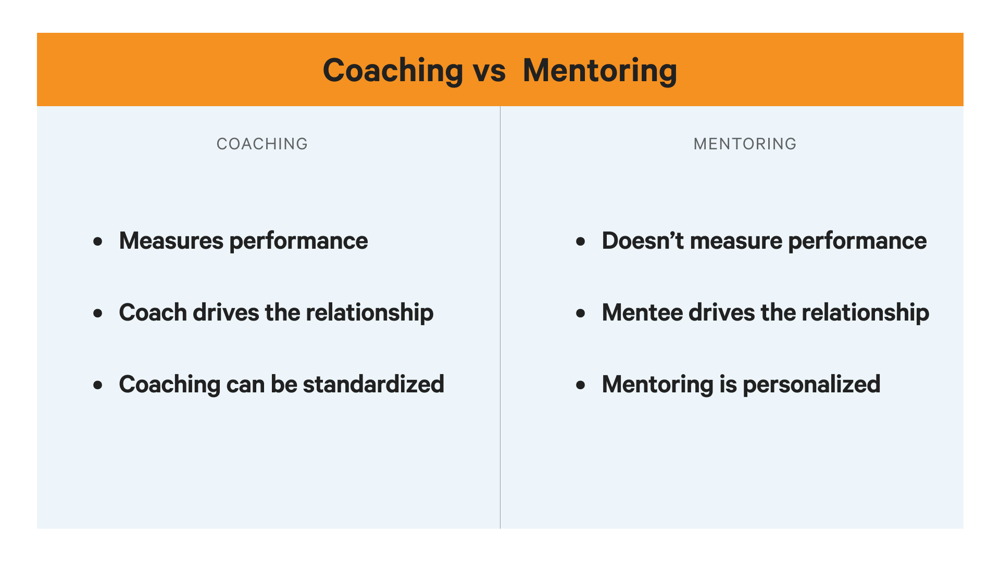 Coaching vs  Mentoring
COACHING
• Measures performance
• Coach drives the relationship
• Coaching can be standardized
MENTORING
• Doesn’t measure performance
• Mentee drives the relationship
• Mentoring is personalized